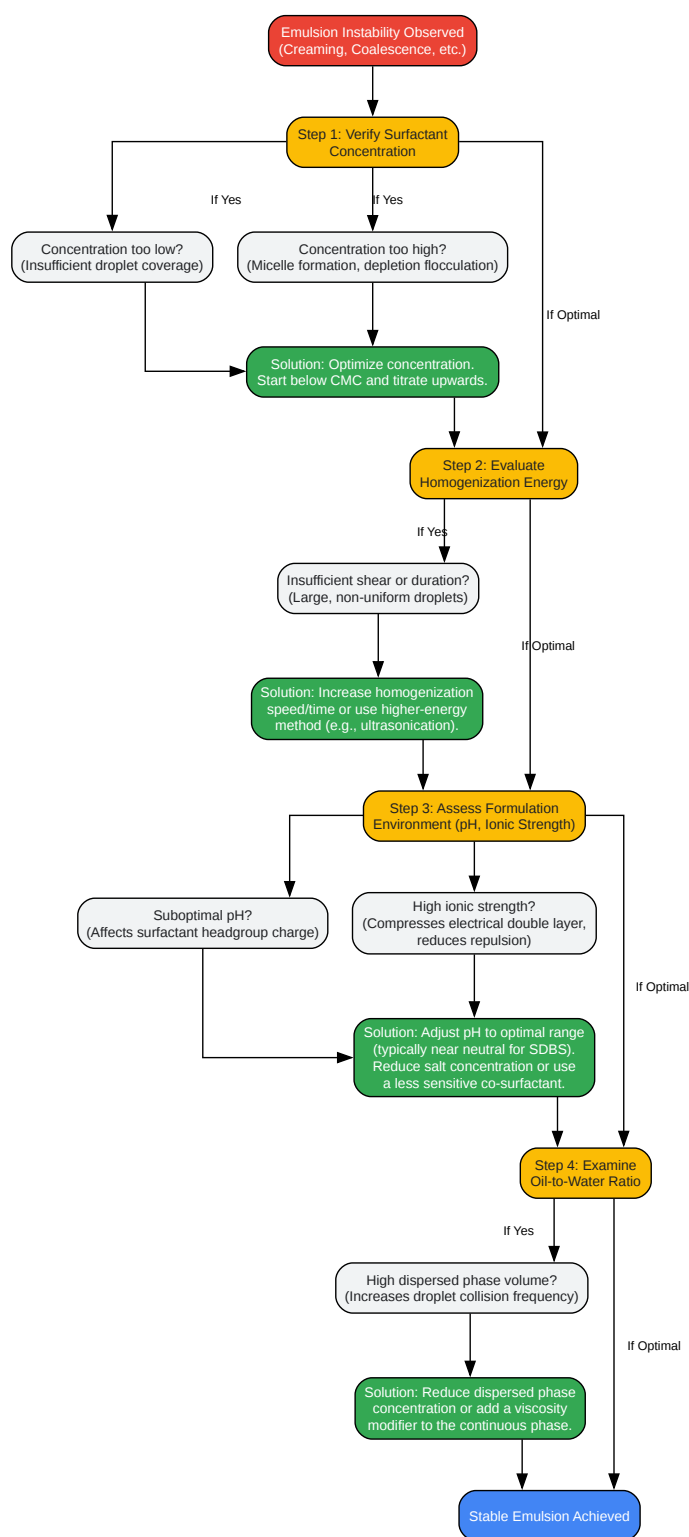 Emulsion Instability Observed
(Creaming, Coalescence, etc.)
Step 1: Verify Surfactant
Concentration
If Yes
If Yes
Concentration too low?
(Insufficient droplet coverage)
Concentration too high?
(Micelle formation, depletion flocculation)
If Optimal
Solution: Optimize concentration.
Start below CMC and titrate upwards.
Step 2: Evaluate
Homogenization Energy
If Yes
Insufficient shear or duration?
(Large, non-uniform droplets)
If Optimal
Solution: Increase homogenization
speed/time or use higher-energy
method (e.g., ultrasonication).
Step 3: Assess Formulation
Environment (pH, Ionic Strength)
Suboptimal pH?
(Affects surfactant headgroup charge)
High ionic strength?
(Compresses electrical double layer,
reduces repulsion)
If Optimal
Solution: Adjust pH to optimal range
(typically near neutral for SDBS).
Reduce salt concentration or use
a less sensitive co-surfactant.
Step 4: Examine
Oil-to-Water Ratio
If Yes
High dispersed phase volume?
(Increases droplet collision frequency)
If Optimal
Solution: Reduce dispersed phase
concentration or add a viscosity
modifier to the continuous phase.
Stable Emulsion Achieved